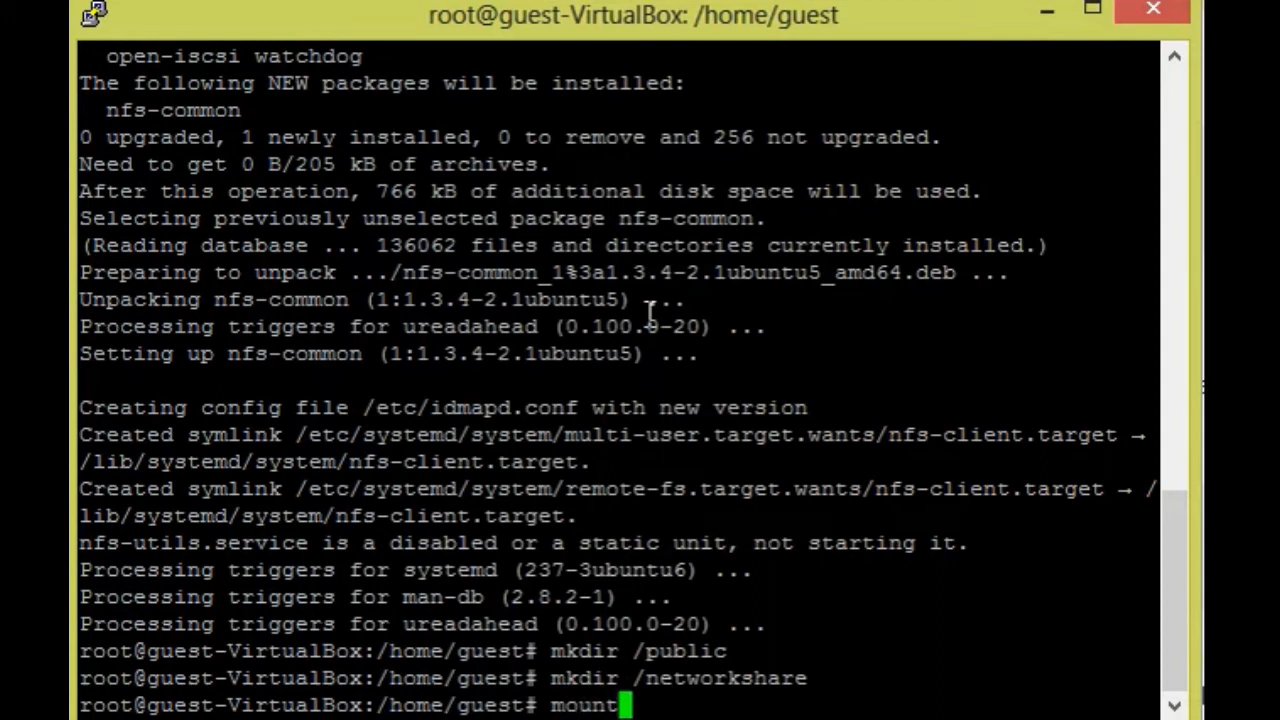 root@guest-VirtualBox: /home/guest
open-iscsi watchdog
The following NEW packages will be installed:
nfs-common
0 upgraded, 1 newly installed, 0 to remove and 256 not upgraded.
Need to get 0 B/205 kB of archives.
After this operation, 766 kB of additional disk space will be used.
Selecting previously unselected package nfs-common.
(Reading database ... 136062 files and directories currently installed.)
Preparing to unpack .../nfs-common_1%3a1.3.4-2.1ubuntu5_amd64.deb ...
Unpacking nfs-common (1:1.3.4-2.1ubuntu5) ...
Processing triggers for ureadahead (0.100.0-20) ...
Setting up nfs-common (1:1.3.4-2.1ubuntu5) ...
Creating config file /etc/idmapd.conf with new version
Created symlink /etc/systemd/system/multi-user.target.wants/nfs-client.target →
/lib/systemd/system/nfs-client.target.
Created symlink /etc/systemd/system/remote-fs.target.wants/nfs-client.target → /
lib/systemd/system/nfs-client.target.
nfs-utils.service is a disabled or a static unit, not starting it.
Processing triggers for systemd (237-3ubuntu6) ...
Processing triggers for man-db (2.8.2-1) ...
Processing triggers for ureadahead (0.100.0-20) ...
root@guest-VirtualBox:/home/guest# mkdir /public
root@guest-VirtualBox:/home/guest# mkdir /networkshare
root@guest-VirtualBox:/home/guest# mount